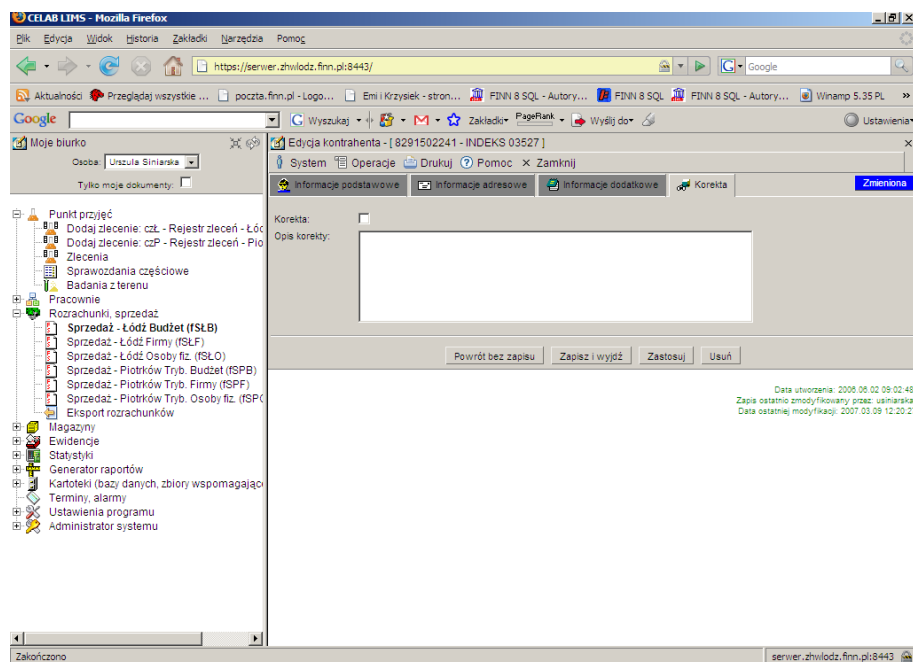 CELAB LIMS - Mozilla Firefox
Plik Edycja Widok Historia Zakładki Narzędzia Pomoc
https://serwer.zhwlodz.finn.pl:8443/ Google
Aktualności Przeglądaj wszystkie ... poczta.finn.pl - Logo... Emi i Krzysiek - stron... FINN 8 SQL - Autory... FINN 8 SQL FINN 8 SQL - Autory... Winamp 5.35 PL »
Google Wyszukaj Zakładki PageRank Wyślij do Ustawienia
Moje biurko
Osoba: Urszula Siniarska
Tylko moje dokumenty:
Punkt przyjęć
Dodaj zlecenie: czŁ - Rejestr zleceń - Łód
Dodaj zlecenie: czP - Rejestr zleceń - Pio
Zlecenia
Sprawozdania częściowe
Badania z terenu
Pracownie
Rozrachunki, sprzedaż
Sprzedaż - Łódź Budżet (fSŁB)
Sprzedaż - Łódź Firmy (fSŁF)
Sprzedaż - Łódź Osoby fiz. (fSŁO)
Sprzedaż - Piotrków Tryb. Budżet (fSPB)
Sprzedaż - Piotrków Tryb. Firmy (fSPF)
Sprzedaż - Piotrków Tryb. Osoby fiz. (fSPO
Eksport rozrachunków
Magazyny
Ewidencje
Statystyki
Generator raportów
Kartoteki (bazy danych, zbiory wspomagające
Terminy, alarmy
Ustawienia programu
Administrator systemu
Edycja kontrahenta - [ 8291502241 - INDEKS 03527 ]
System Operacje Drukuj Pomoc Zamknij
Informacje podstawowe Informacje adresowe Informacje dodatkowe Korekta Zmieniona
Korekta:
Opis korekty:
Powrót bez zapisu Zapisz i wyjdź Zastosuj Usuń
Data utworzenia: 2006.06.02 09:02:48
Zapis ostatnio zmodyfikowany przez: usiniarska
Data ostatniej modyfikacji: 2007.03.09 12:20:27
Zakończono serwer.zhwlodz.finn.pl:8443